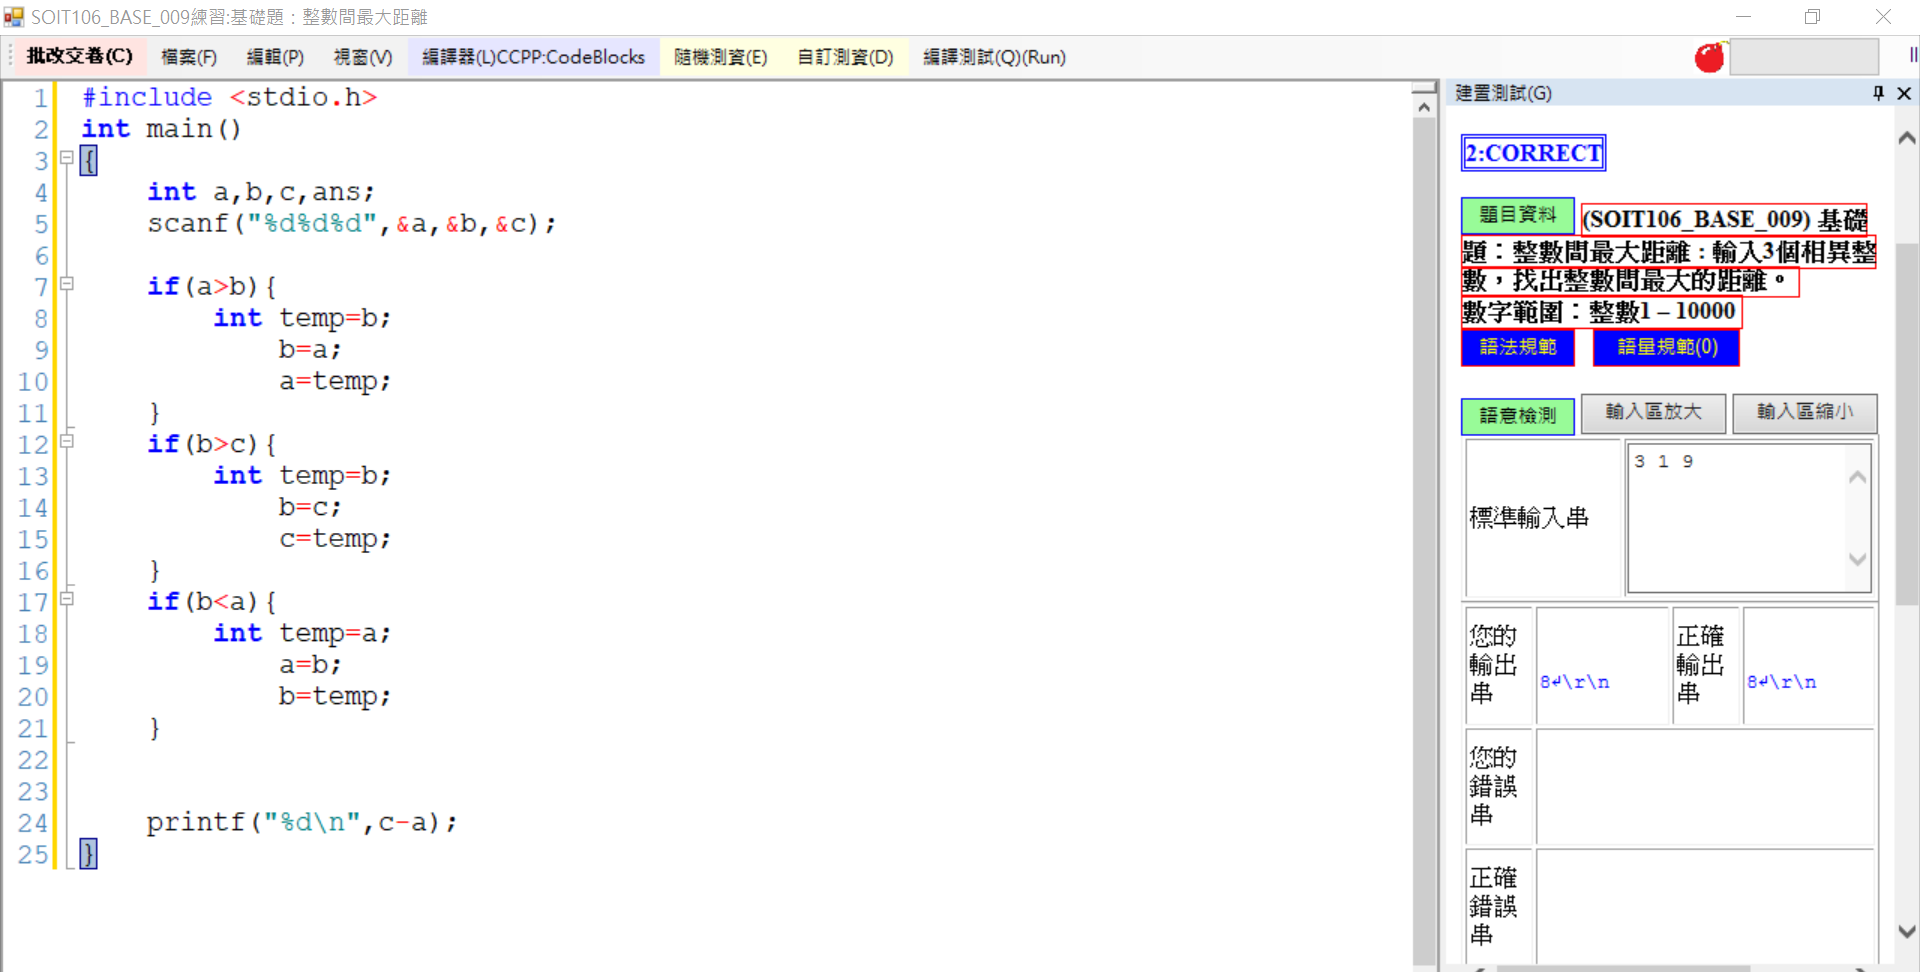 SOIT106_BASE_009練習:基礎題：整數間最大距離
批改交卷(C) 檔案(F) 編輯(P) 視窗(V) 編譯器(L)CCPP:CodeBlocks 隨機測資(E) 自訂測資(D) 編譯測試(Q)(Run)
1 #include <stdio.h>
2 int main()
3 {
4 int a,b,c,ans;
5 scanf("%d%d%d",&a,&b,&c);
6
7 if(a>b){
8 int temp=b;
9 b=a;
10 a=temp;
11 }
12 if(b>c){
13 int temp=b;
14 b=c;
15 c=temp;
16 }
17 if(b<a){
18 int temp=a;
19 a=b;
20 b=temp;
21 }
22
23
24 printf("%d\n",c-a);
25 }
建置測試(G)
2:CORRECT
題目資料 (SOIT106_BASE_009) 基礎
題：整數間最大距離：輸入3個相異整
數，找出整數間最大的距離。
數字範圍：整數1 – 10000
語法規範 語量規範(0)
語意檢測 輸入區放大 輸入區縮小
標準輸入串 3 1 9
您的
輸出
串
8↲\r\n
正確
輸出
串
8↲\r\n
您的
錯誤
串
正確
錯誤
串